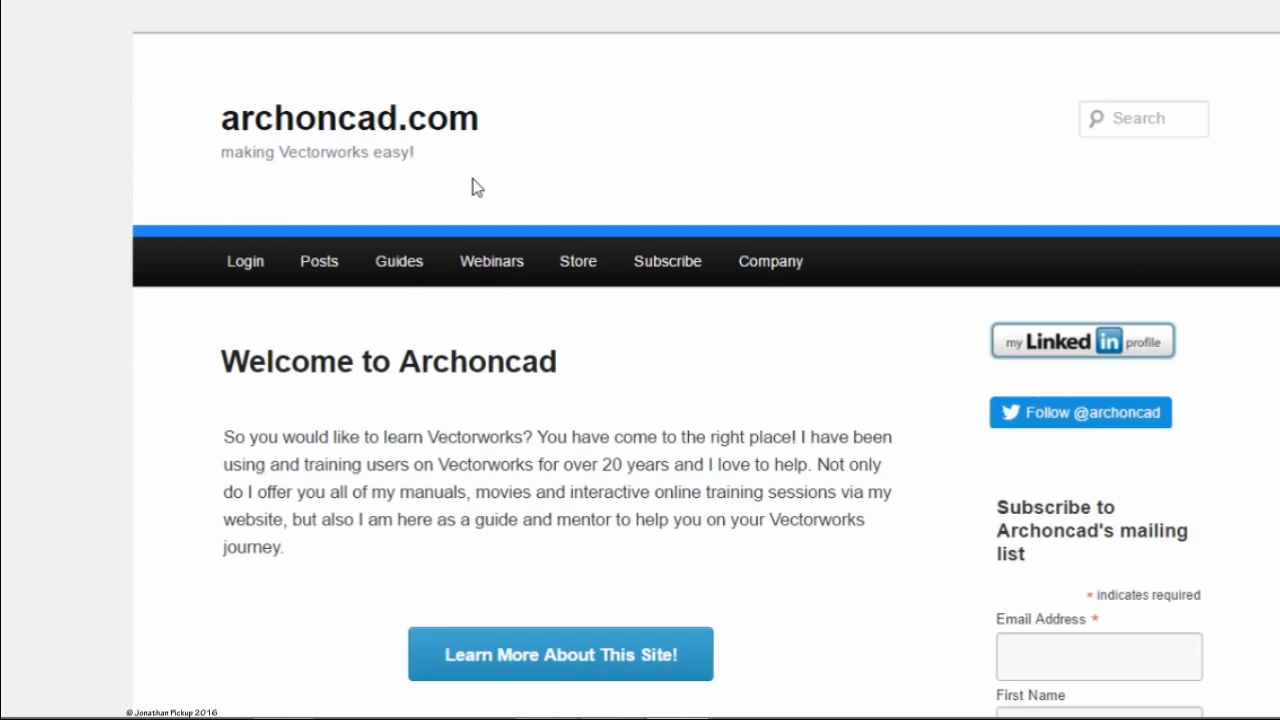 archoncad.com
making Vectorworks easy!
Search
Login Posts Guides Webinars Store Subscribe Company
Welcome to Archoncad
So you would like to learn Vectorworks? You have come to the right place! I have been
using and training users on Vectorworks for over 20 years and I love to help. Not only
do I offer you all of my manuals, movies and interactive online training sessions via my
website, but also I am here as a guide and mentor to help you on your Vectorworks
journey.
Learn More About This Site!
my Linked in profile
Follow @archoncad
Subscribe to
Archoncad's mailing
list
* indicates required
Email Address *
First Name
© Jonathan Pickup 2016